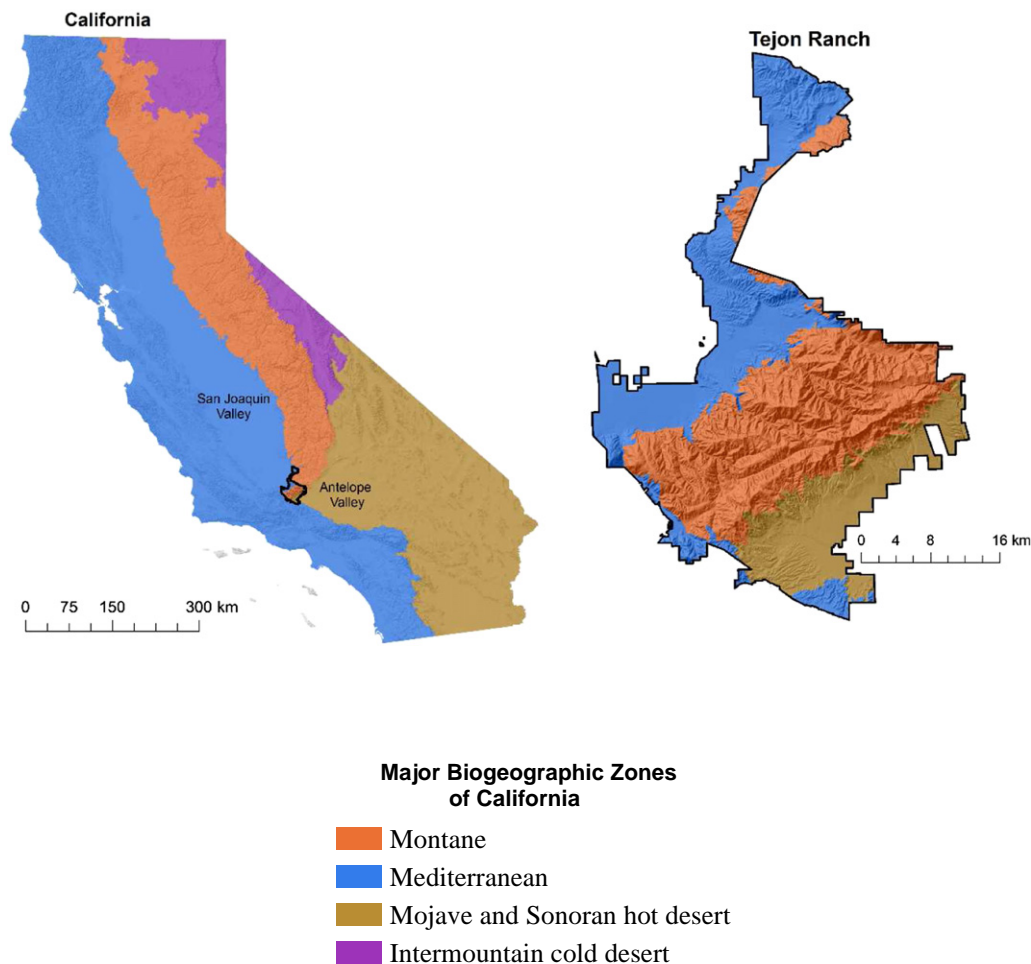 California
San Joaquin
Valley
Antelope
Valley
0 75 150 300 km
Tejon Ranch
0 4 8 16 km
Major Biogeographic Zones
of California
Montane
Mediterranean
Mojave and Sonoran hot desert
Intermountain cold desert